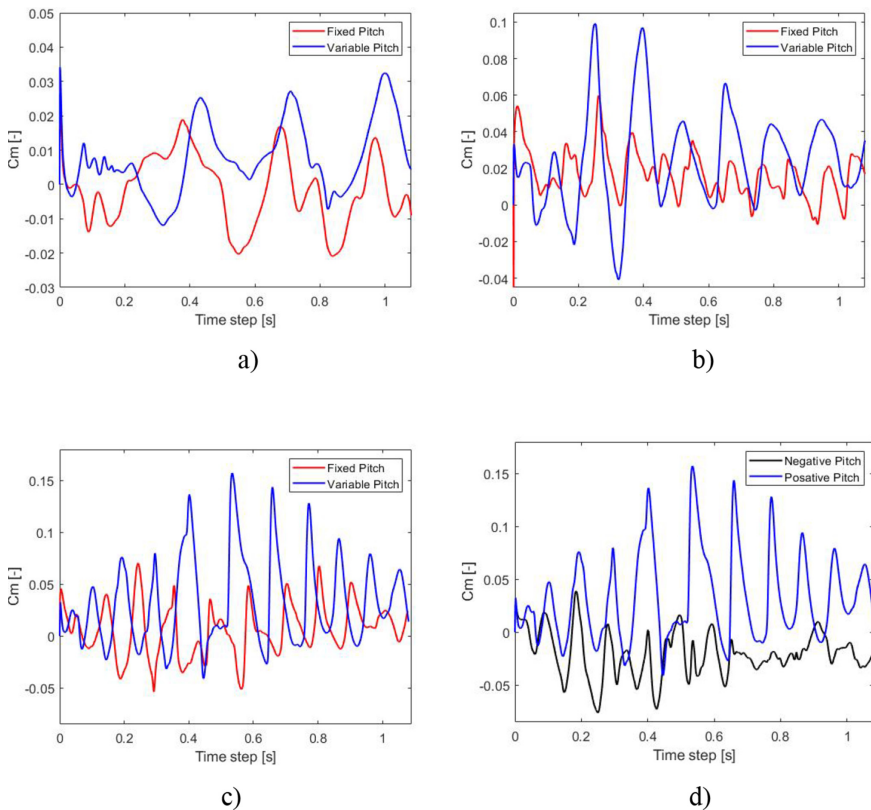 0.05
0.04
0.03
0.02
0.01
0
-0.01
-0.02
-0.03
Cm [-]
0 0.2 0.4 0.6 0.8 1
Time step [s]
Fixed Pitch
Variable Pitch
a)
0.1
0.08
0.06
0.04
0.02
0
-0.02
-0.04
Cm [-]
0 0.2 0.4 0.6 0.8 1
Time step [s]
Fixed Pitch
Variable Pitch
b)
0.15
0.1
0.05
0
-0.05
Cm [-]
0 0.2 0.4 0.6 0.8 1
Time step [s]
Fixed Pitch
Variable Pitch
c)
0.15
0.1
0.05
0
-0.05
Cm [-]
0 0.2 0.4 0.6 0.8 1
Time step [s]
Negative Pitch
Posative Pitch
d)